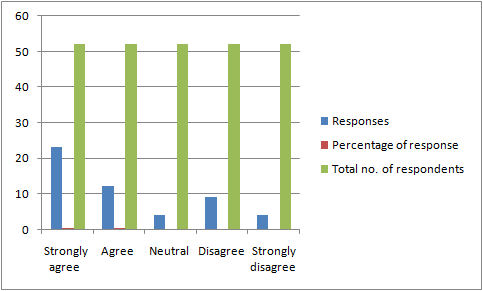 60
50
40
30
20
10
0
Strongly agree
Agree
Neutral
Disagree
Strongly disagree
Responses
Percentage of response
Total no. of respondents